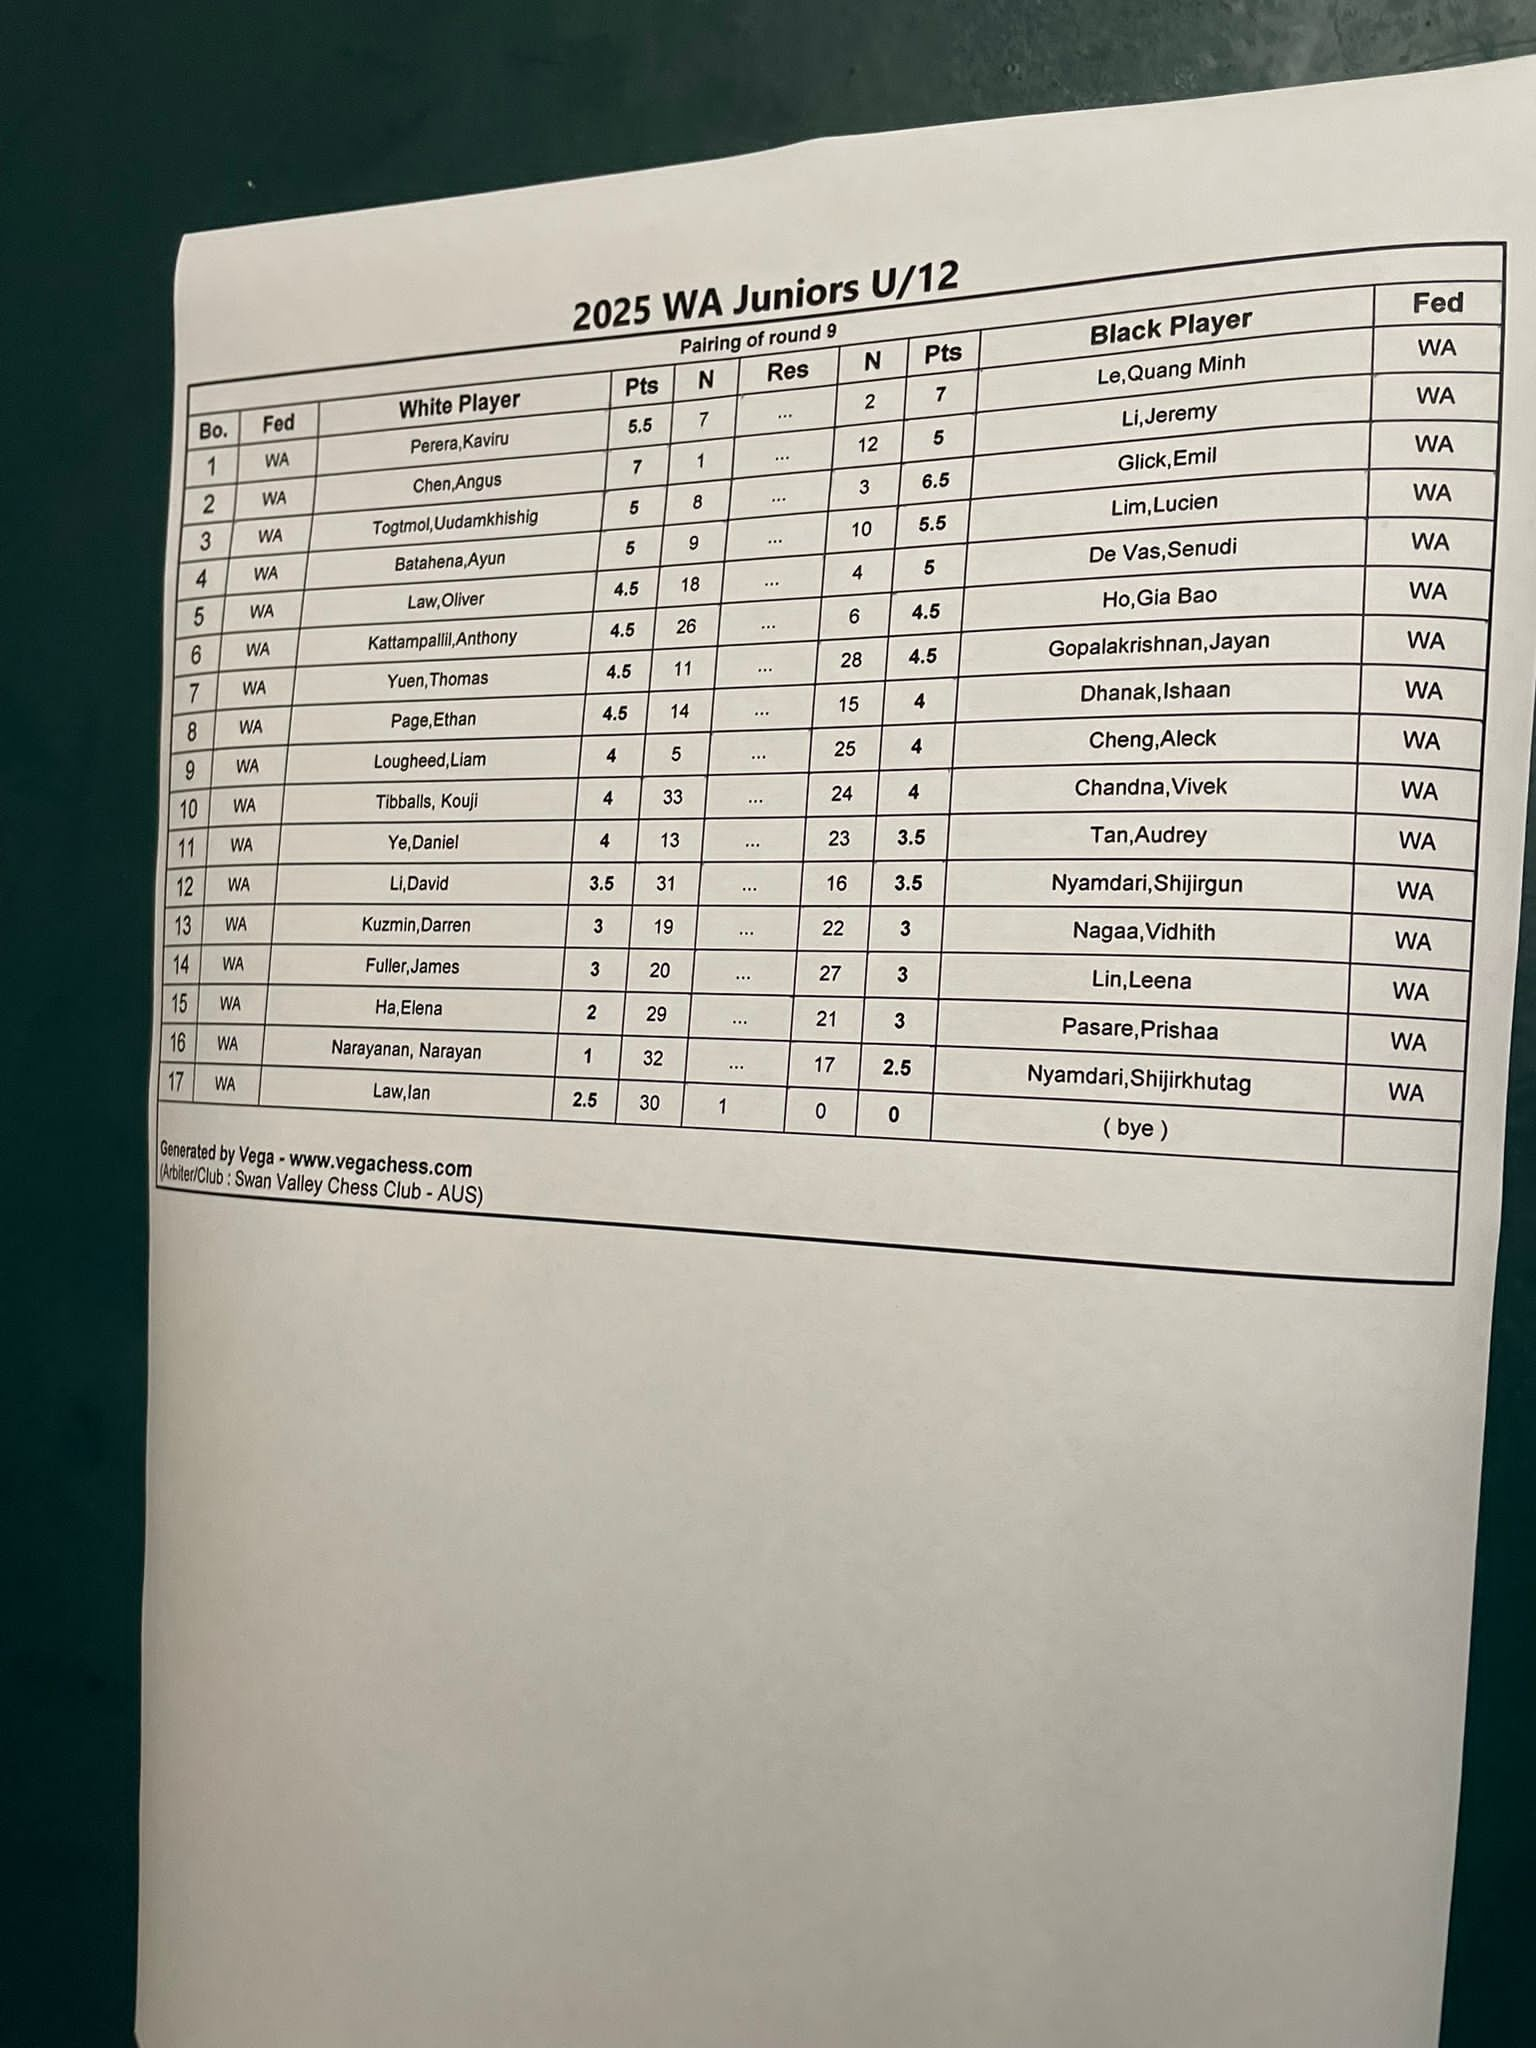 2025 WA Juniors U/12
Pairing of round 9
Bo. Fed White Player Pts N Res N Pts Black Player Fed
1 WA Perera,Kaviru 5.5 7 ... 2 7 Le,Quang Minh WA
2 WA Chen,Angus 7 1 ... 12 5 Li,Jeremy WA
3 WA Togtmol,Uudamkhishig 5 8 ... 3 6.5 Glick,Emil WA
4 WA Batahena,Ayun 5 9 ... 10 5.5 Lim,Lucien WA
5 WA Law,Oliver 4.5 18 ... 4 5 De Vas,Senudi WA
6 WA Kattampallil,Anthony 4.5 26 ... 6 4.5 Ho,Gia Bao WA
7 WA Yuen,Thomas 4.5 11 ... 28 4.5 Gopalakrishnan,Jayan WA
8 WA Page,Ethan 4.5 14 ... 15 4 Dhanak,Ishaan WA
9 WA Lougheed,Liam 4 5 ... 25 4 Cheng,Aleck WA
10 WA Tibballs, Kouji 4 33 ... 24 4 Chandna,Vivek WA
11 WA Ye,Daniel 4 13 ... 23 3.5 Tan,Audrey WA
12 WA Li,David 3.5 31 ... 16 3.5 Nyamdari,Shijirgun WA
13 WA Kuzmin,Darren 3 19 ... 22 3 Nagaa,Vidhith WA
14 WA Fuller,James 3 20 ... 27 3 Lin,Leena WA
15 WA Ha,Elena 2 29 ... 21 3 Pasare,Prishaa WA
16 WA Narayanan, Narayan 1 32 ... 17 2.5 Nyamdari,Shijirkhutag WA
17 WA Law,Ian 2.5 30 1 0 0 ( bye )
Generated by Vega - www.vegachess.com
(Arbiter/Club : Swan Valley Chess Club - AUS)